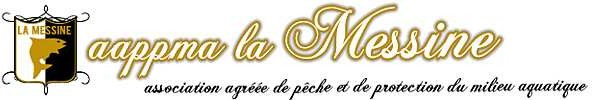 LA MESSINE
aappma la Messine
association agréée de pêche et de protection du milieu aquatique